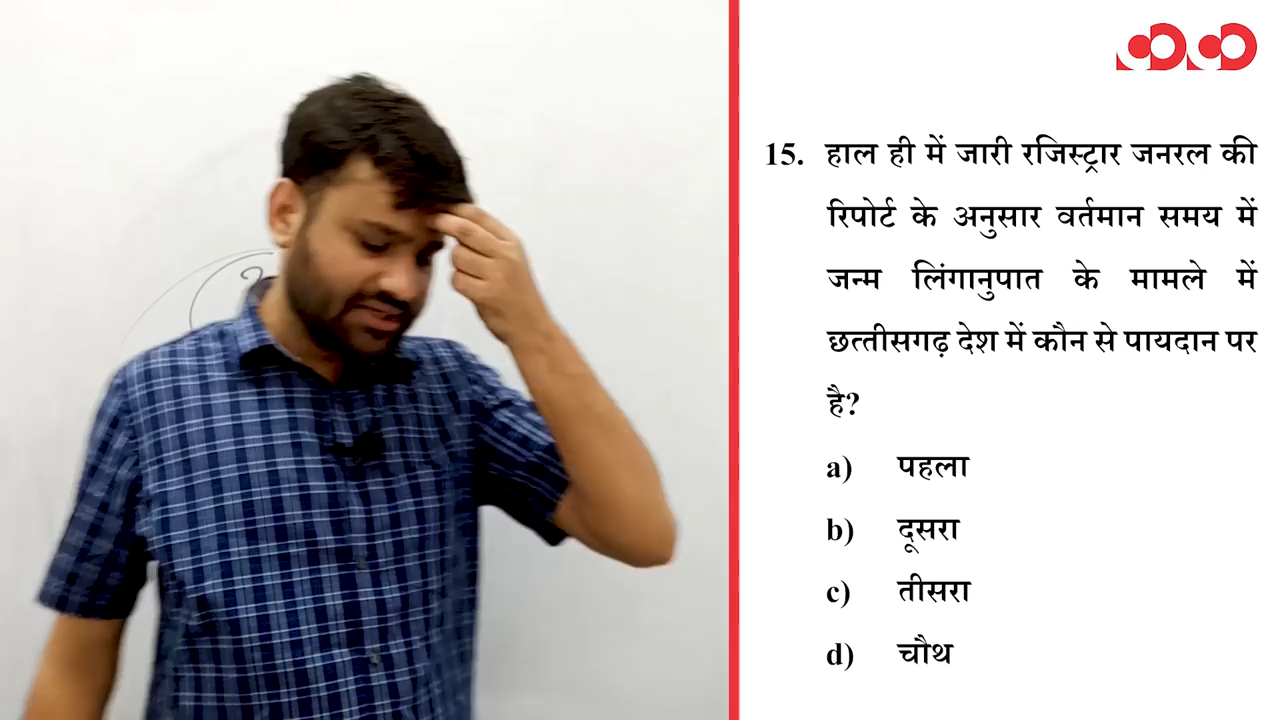 15. हाल ही में जारी रजिस्ट्रार जनरल की
रिपोर्ट के अनुसार वर्तमान समय में
जन्म लिंगानुपात के मामले में
छत्तीसगढ़ देश में कौन से पायदान पर
है?
a) पहला
b) दूसरा
c) तीसरा
d) चौथ